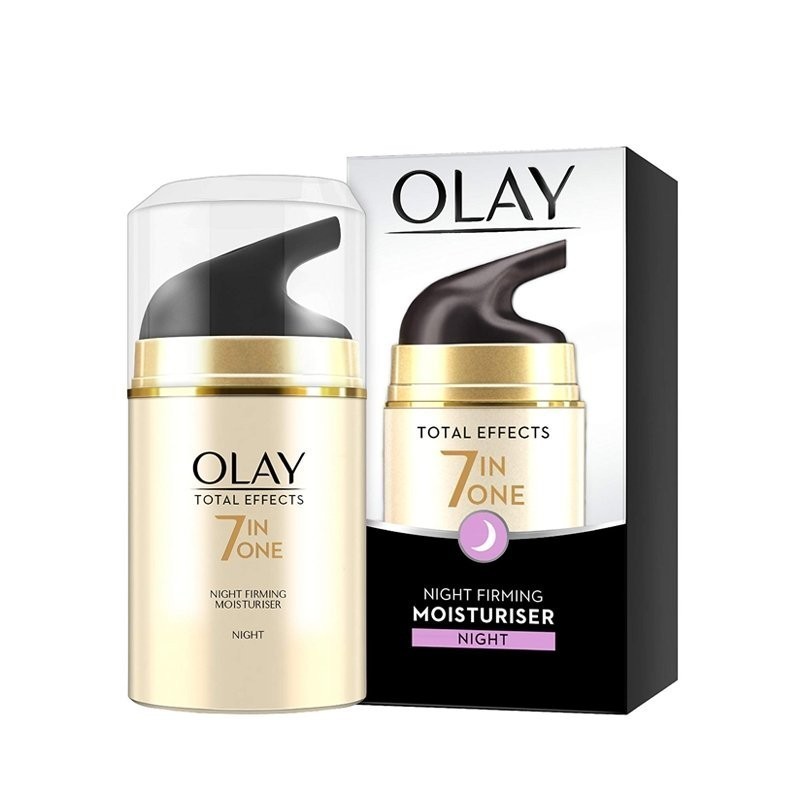 OLAY
TOTAL EFFECTS
7 IN
ONE
NIGHT FIRMING
MOISTURISER
NIGHT
OLAY
TOTAL EFFECTS
7 IN
ONE
NIGHT FIRMING
MOISTURISER
NIGHT